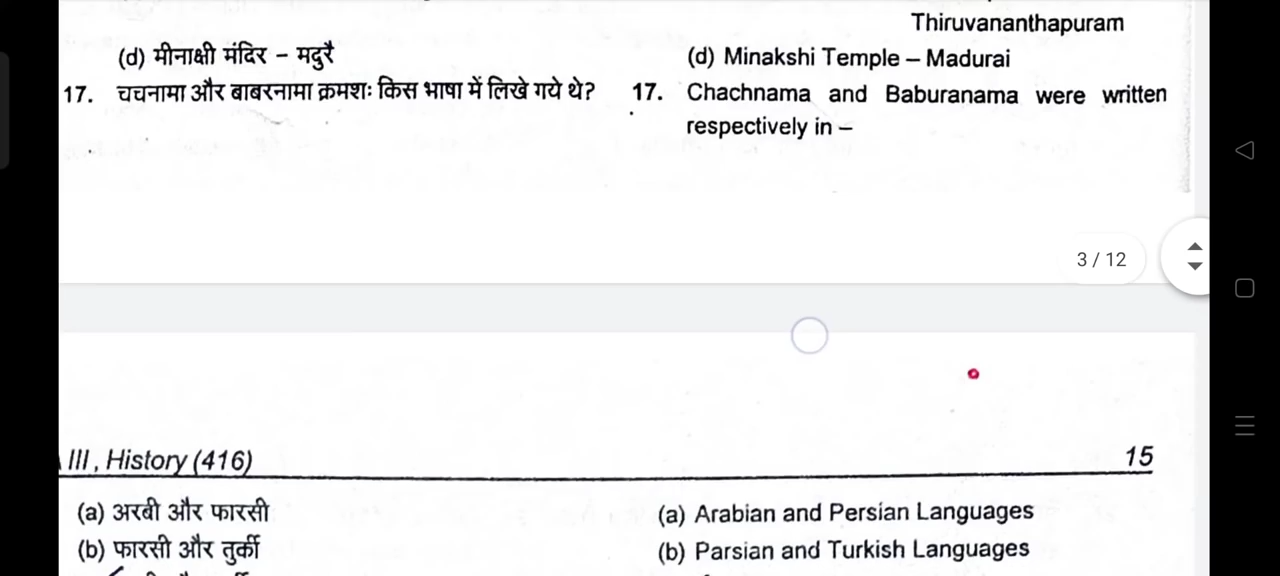 Thiruvananthapuram
(d) मीनाक्षी मंदिर – मदुरै
(d) Minakshi Temple – Madurai
17. चचनामा और बाबरनामा क्रमशः किस भाषा में लिखे गये थे?
17. Chachnama and Baburanama were written
respectively in –
3 / 12
III, History (416)
15
(a) अरबी और फारसी
(a) Arabian and Persian Languages
(b) फारसी और तुर्की
(b) Parsian and Turkish Languages